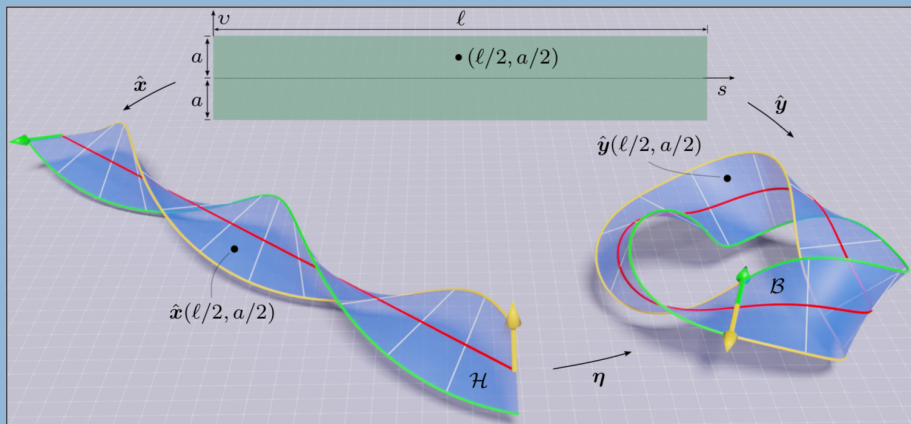 υ
ℓ
a
a
(ℓ/2, a/2)
s
x̂
ŷ
ŷ(ℓ/2, a/2)
x̂(ℓ/2, a/2)
ℬ
ℋ
η